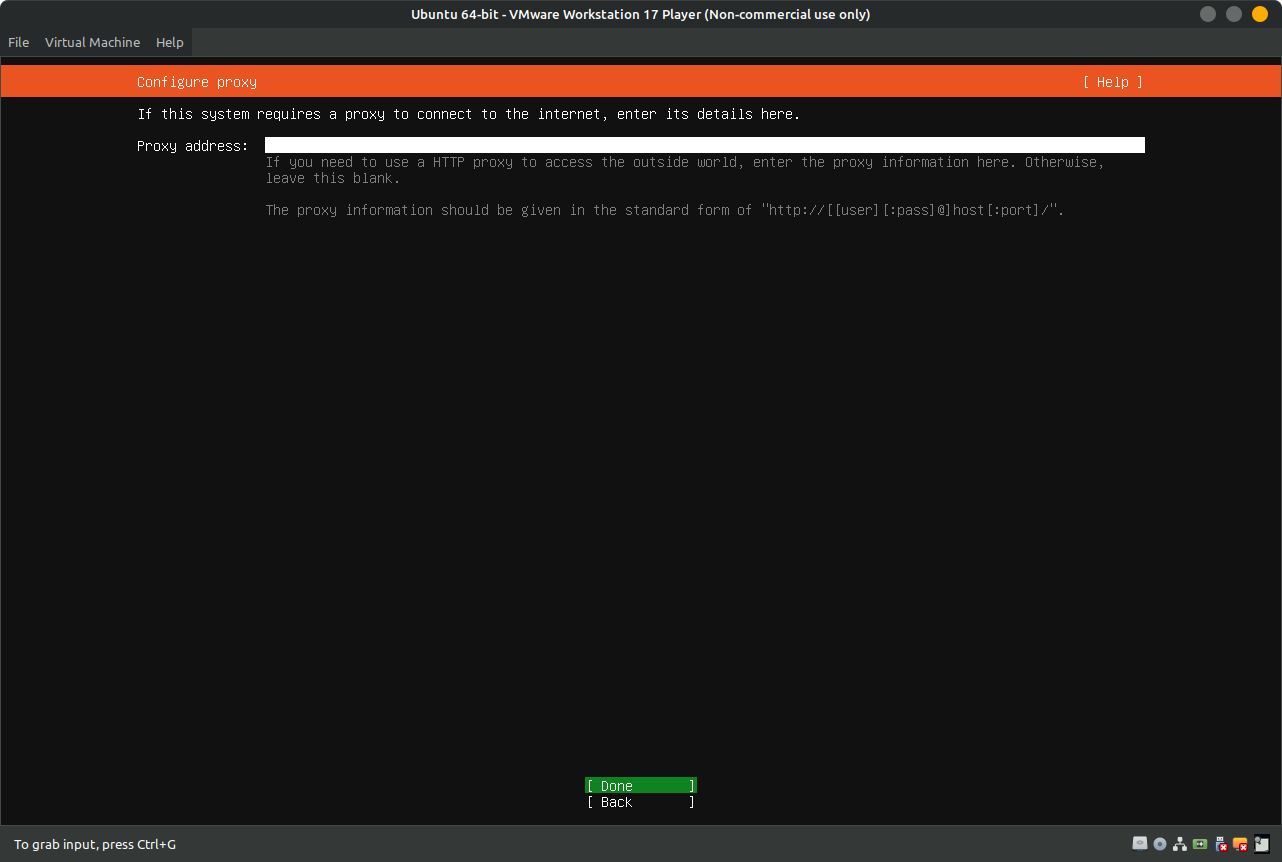 Ubuntu 64-bit - VMware Workstation 17 Player (Non-commercial use only)
File Virtual Machine Help
Configure proxy [ Help ]
If this system requires a proxy to connect to the internet, enter its details here.
Proxy address:
If you need to use a HTTP proxy to access the outside world, enter the proxy information here. Otherwise,
leave this blank.
The proxy information should be given in the standard form of "http://[[user][:pass]@]host[:port]/".
[ Done ]
[ Back ]
To grab input, press Ctrl+G